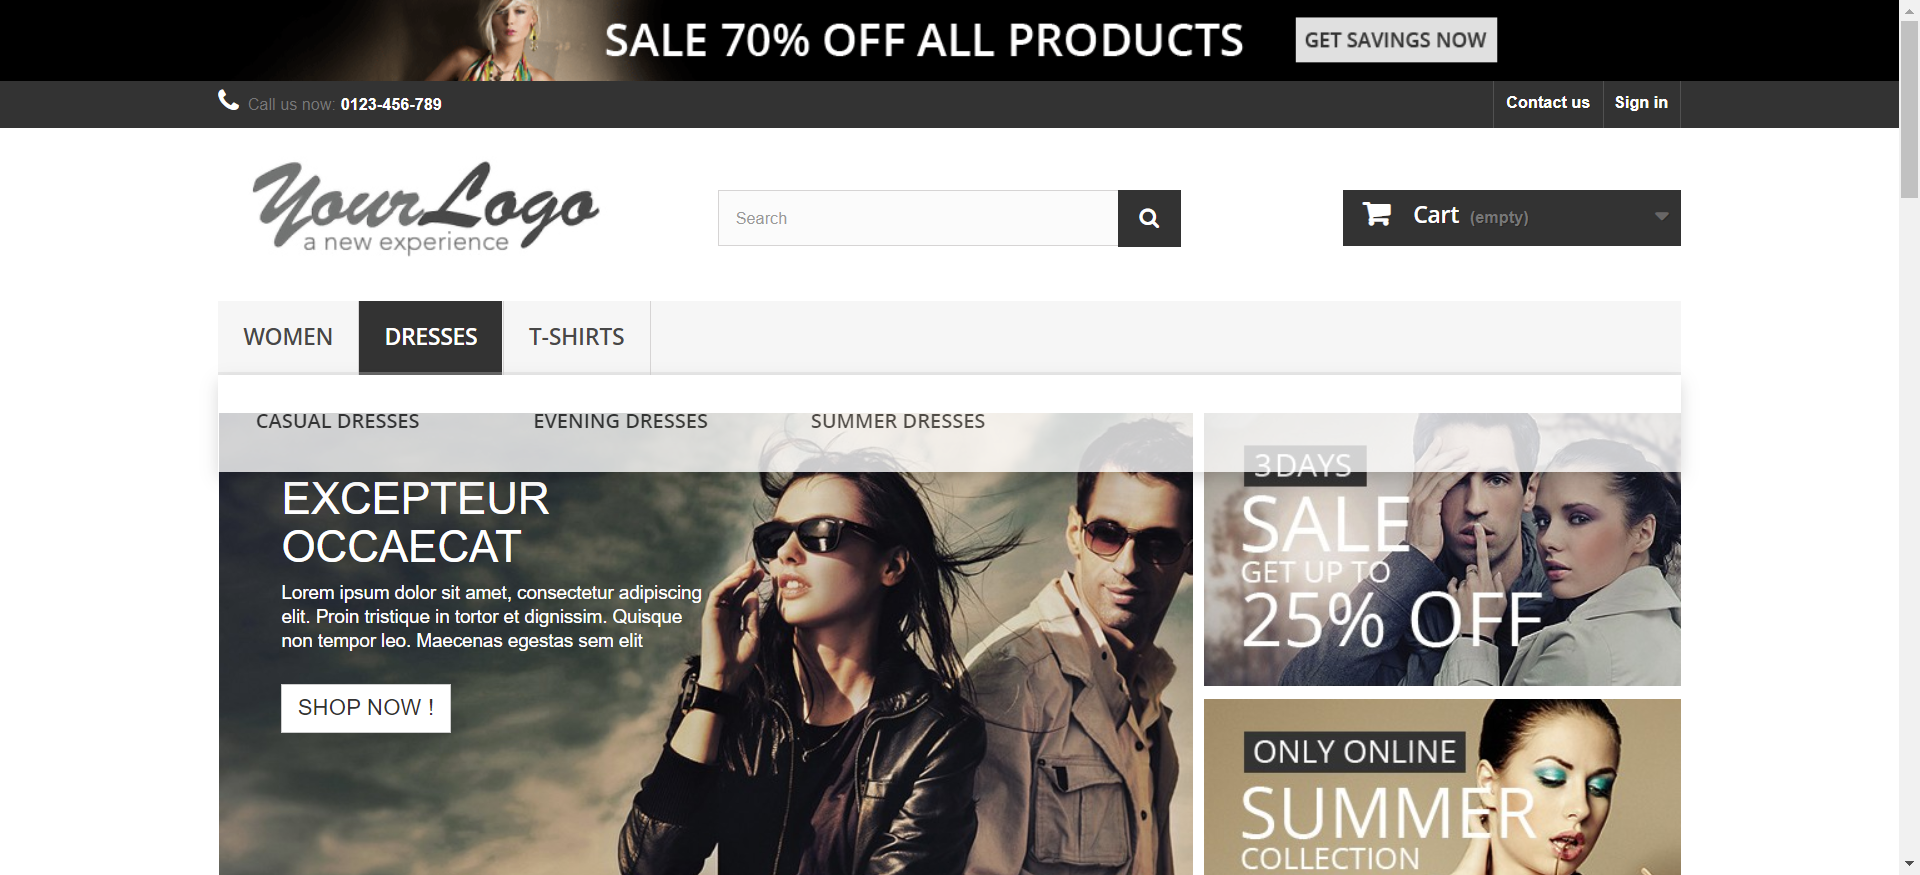 SALE 70% OFF ALL PRODUCTS
GET SAVINGS NOW
Call us now: 0123-456-789
Contact us
Sign in
YourLogo
a new experience
Search
Cart (empty)
WOMEN
DRESSES
T-SHIRTS
CASUAL DRESSES
EVENING DRESSES
SUMMER DRESSES
EXCEPTEUR
OCCAECAT
Lorem ipsum dolor sit amet, consectetur adipiscing
elit. Proin tristique in tortor et dignissim. Quisque
non tempor leo. Maecenas egestas sem elit
SHOP NOW !
3 DAYS
SALE
GET UP TO
25% OFF
ONLY ONLINE
SUMMER
COLLECTION